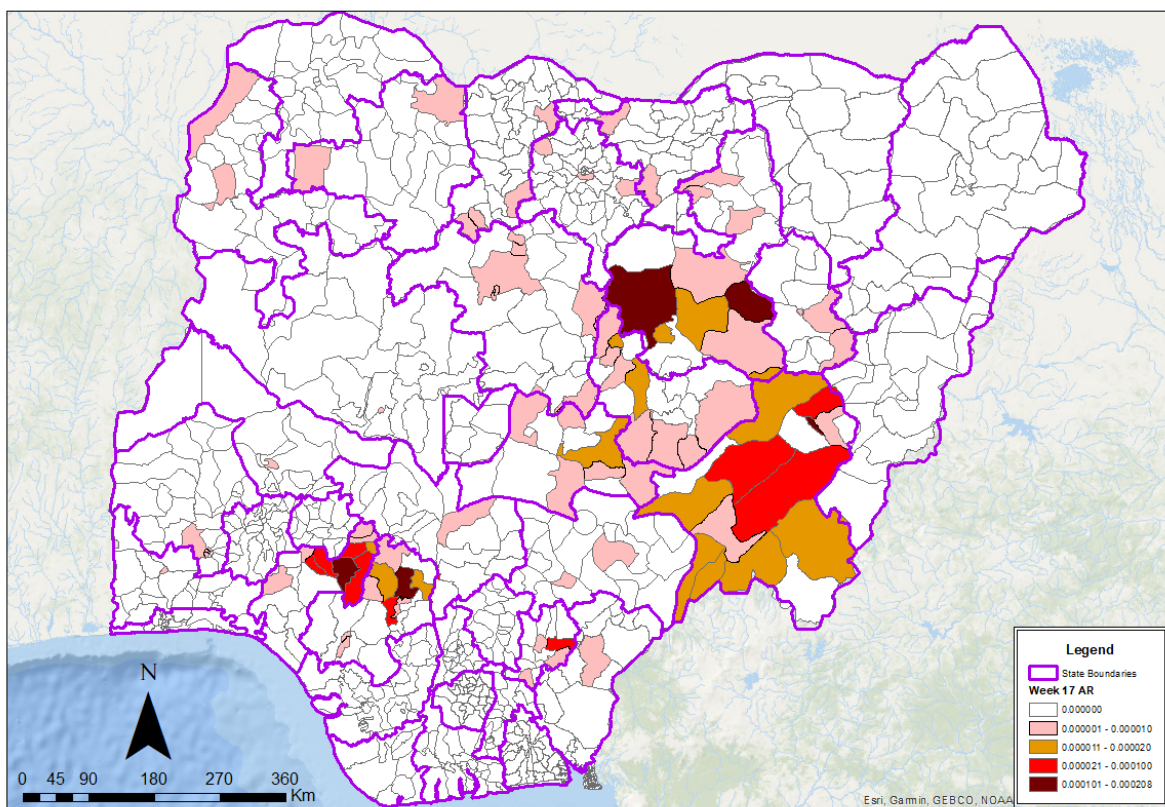 N
0 45 90 180 270 360
Km
Legend
State Boundaries
Week 17 AR
0.000000
0.000001 - 0.000010
0.000011 - 0.000020
0.000021 - 0.000100
0.000101 - 0.000208
Esri, Garmin, GEBCO, NOAA